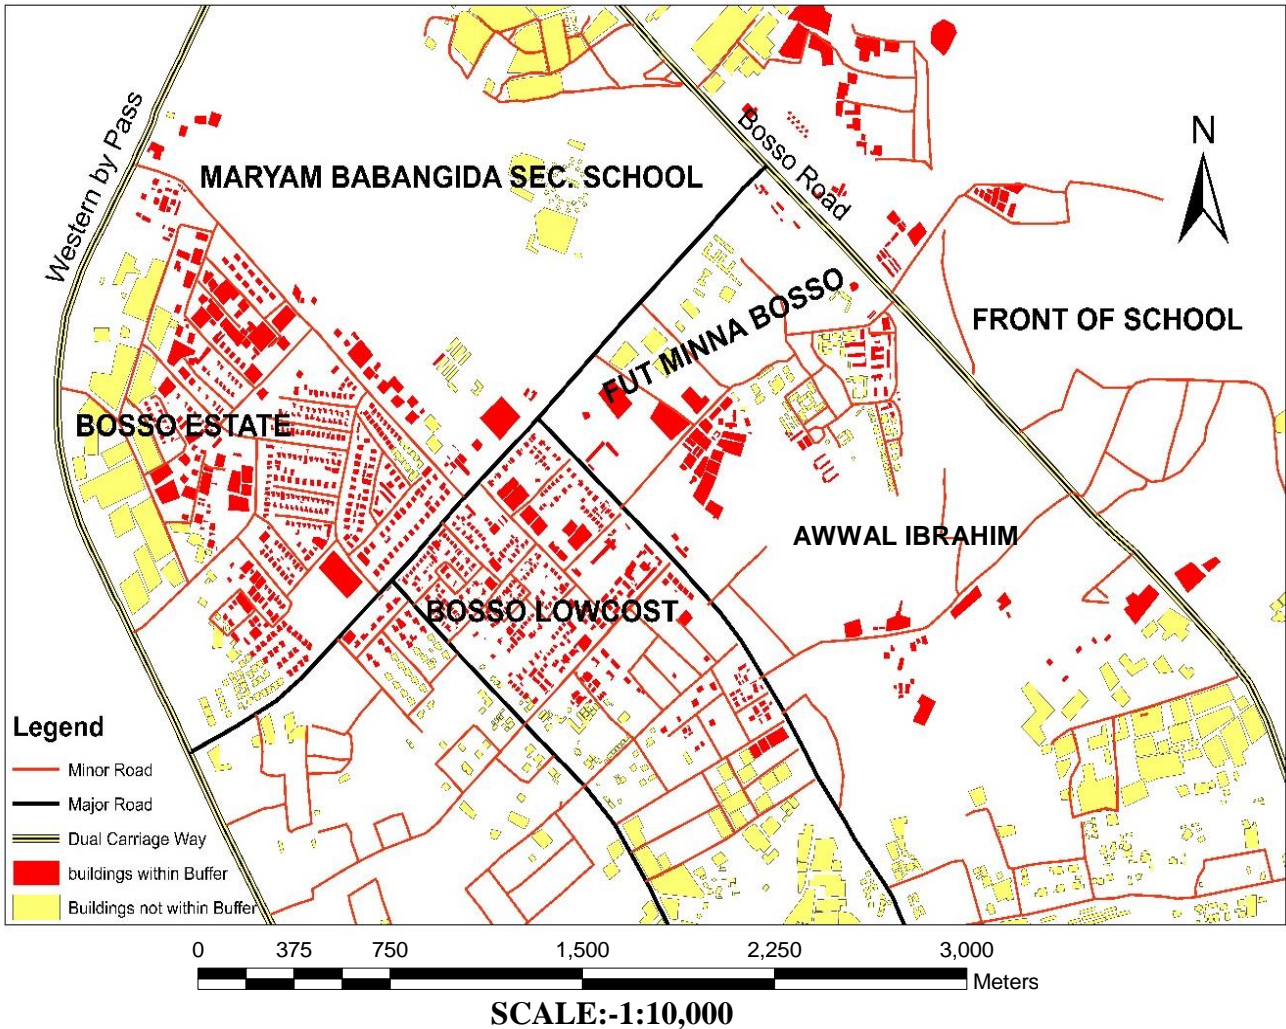 Western by Pass
Bosso Road
N
MARYAM BABANGIDA SEC. SCHOOL
FUT MINNA BOSSO
FRONT OF SCHOOL
BOSSO ESTATE
AWWAL IBRAHIM
BOSSO LOWCOST
Legend
Minor Road
Major Road
Dual Carriage Way
buildings within Buffer
Buildings not within Buffer
0 375 750 1,500 2,250 3,000
Meters
SCALE:-1:10,000